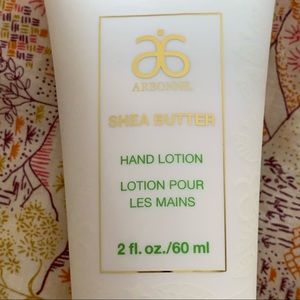 ARBONNE.
SHEA BUTTER
HAND LOTION
LOTION POUR
LES MAINS
2 fl. oz./60 ml